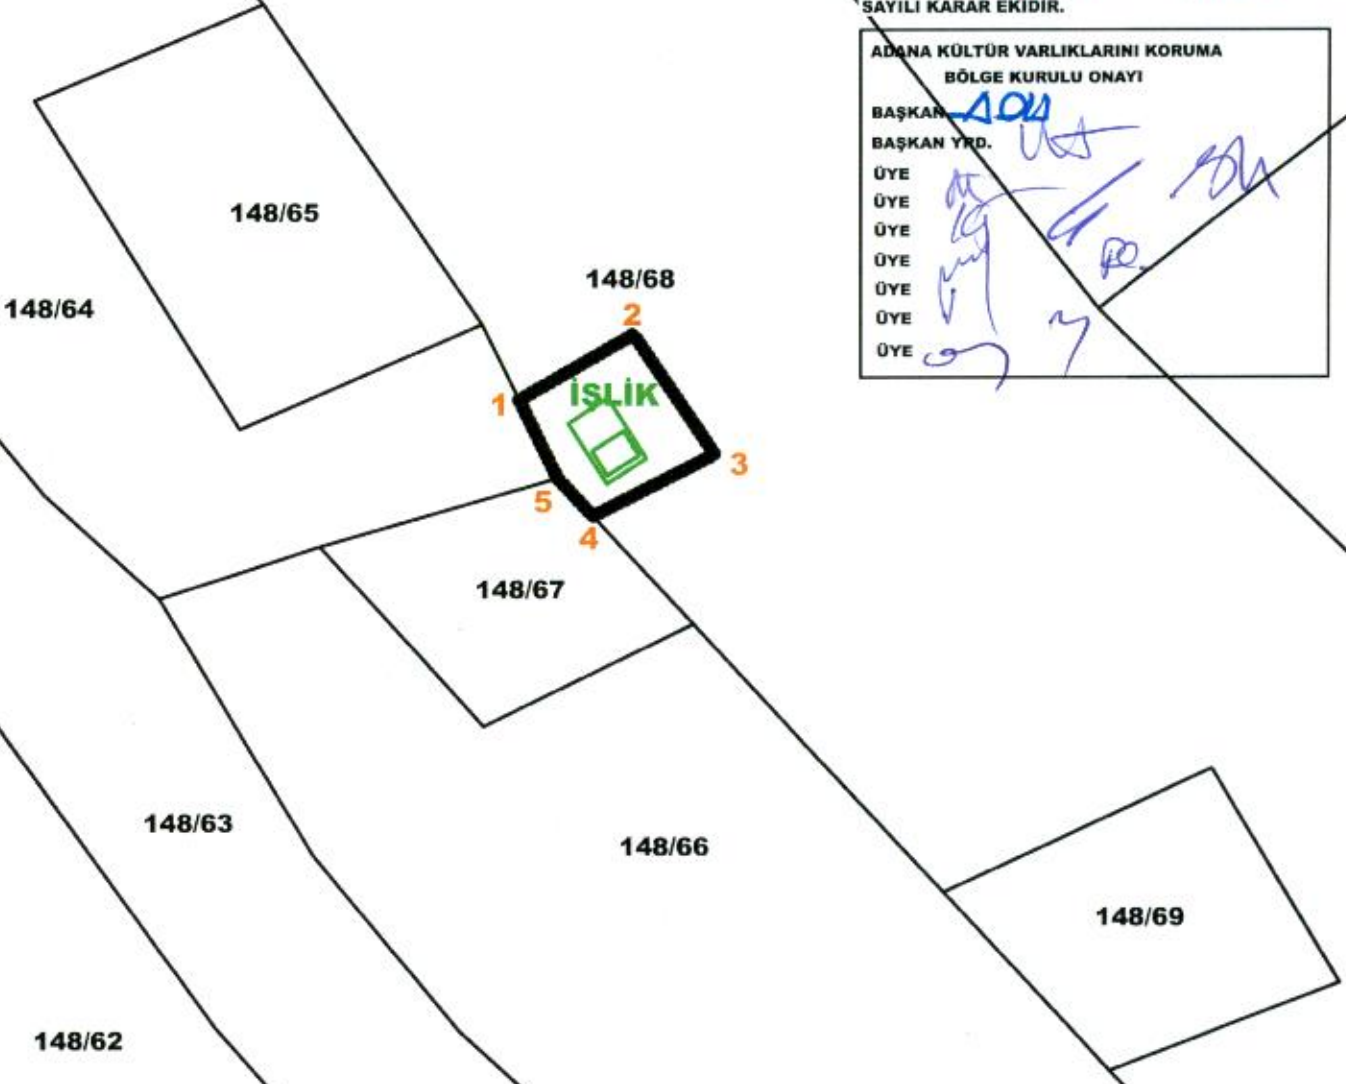 SAYILI KARAR EKİDİR.
ADANA KÜLTÜR VARLIKLARINI KORUMA
BÖLGE KURULU ONAYI
BAŞKAN
BAŞKAN YRD.
ÜYE
ÜYE
ÜYE
ÜYE
ÜYE
ÜYE
ÜYE
148/65
148/64
148/68
2
1
İŞLİK
3
5
4
148/67
148/63
148/66
148/69
148/62